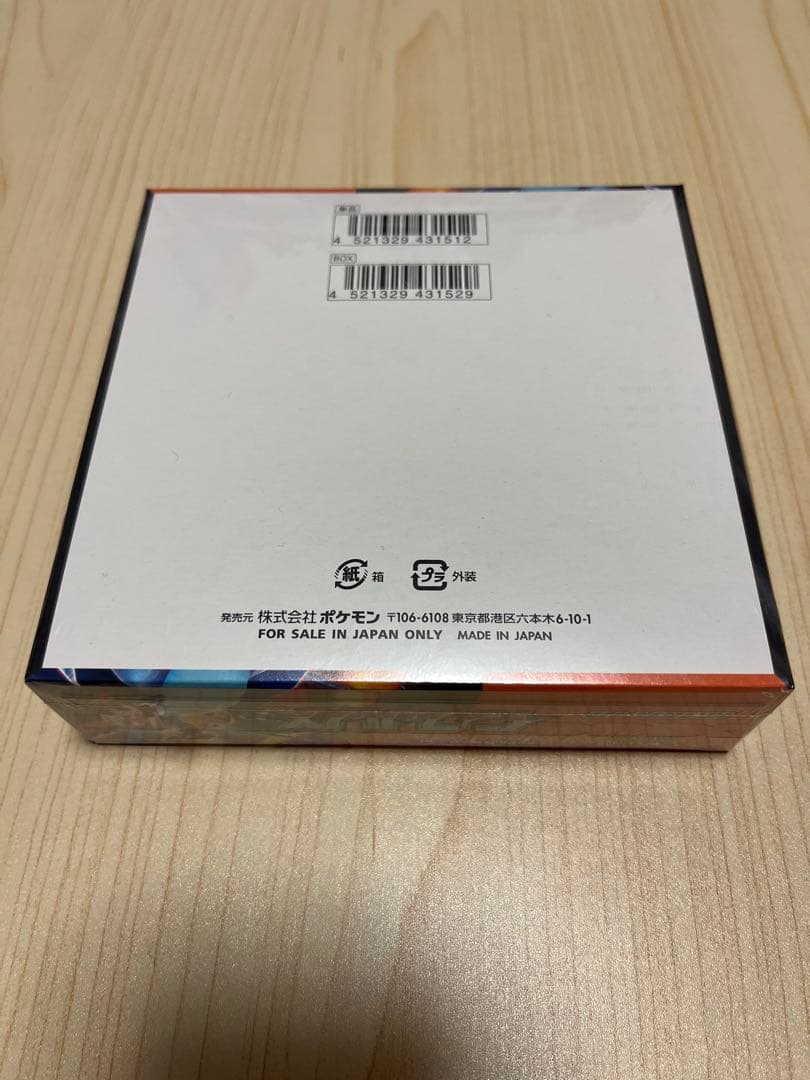 単品
4 521329 431512
BOX
4 521329 431529
紙 箱 プラ 外装
発売元 株式会社 ポケモン 〒106-6108 東京都港区六本木6-10-1
FOR SALE IN JAPAN ONLY MADE IN JAPAN